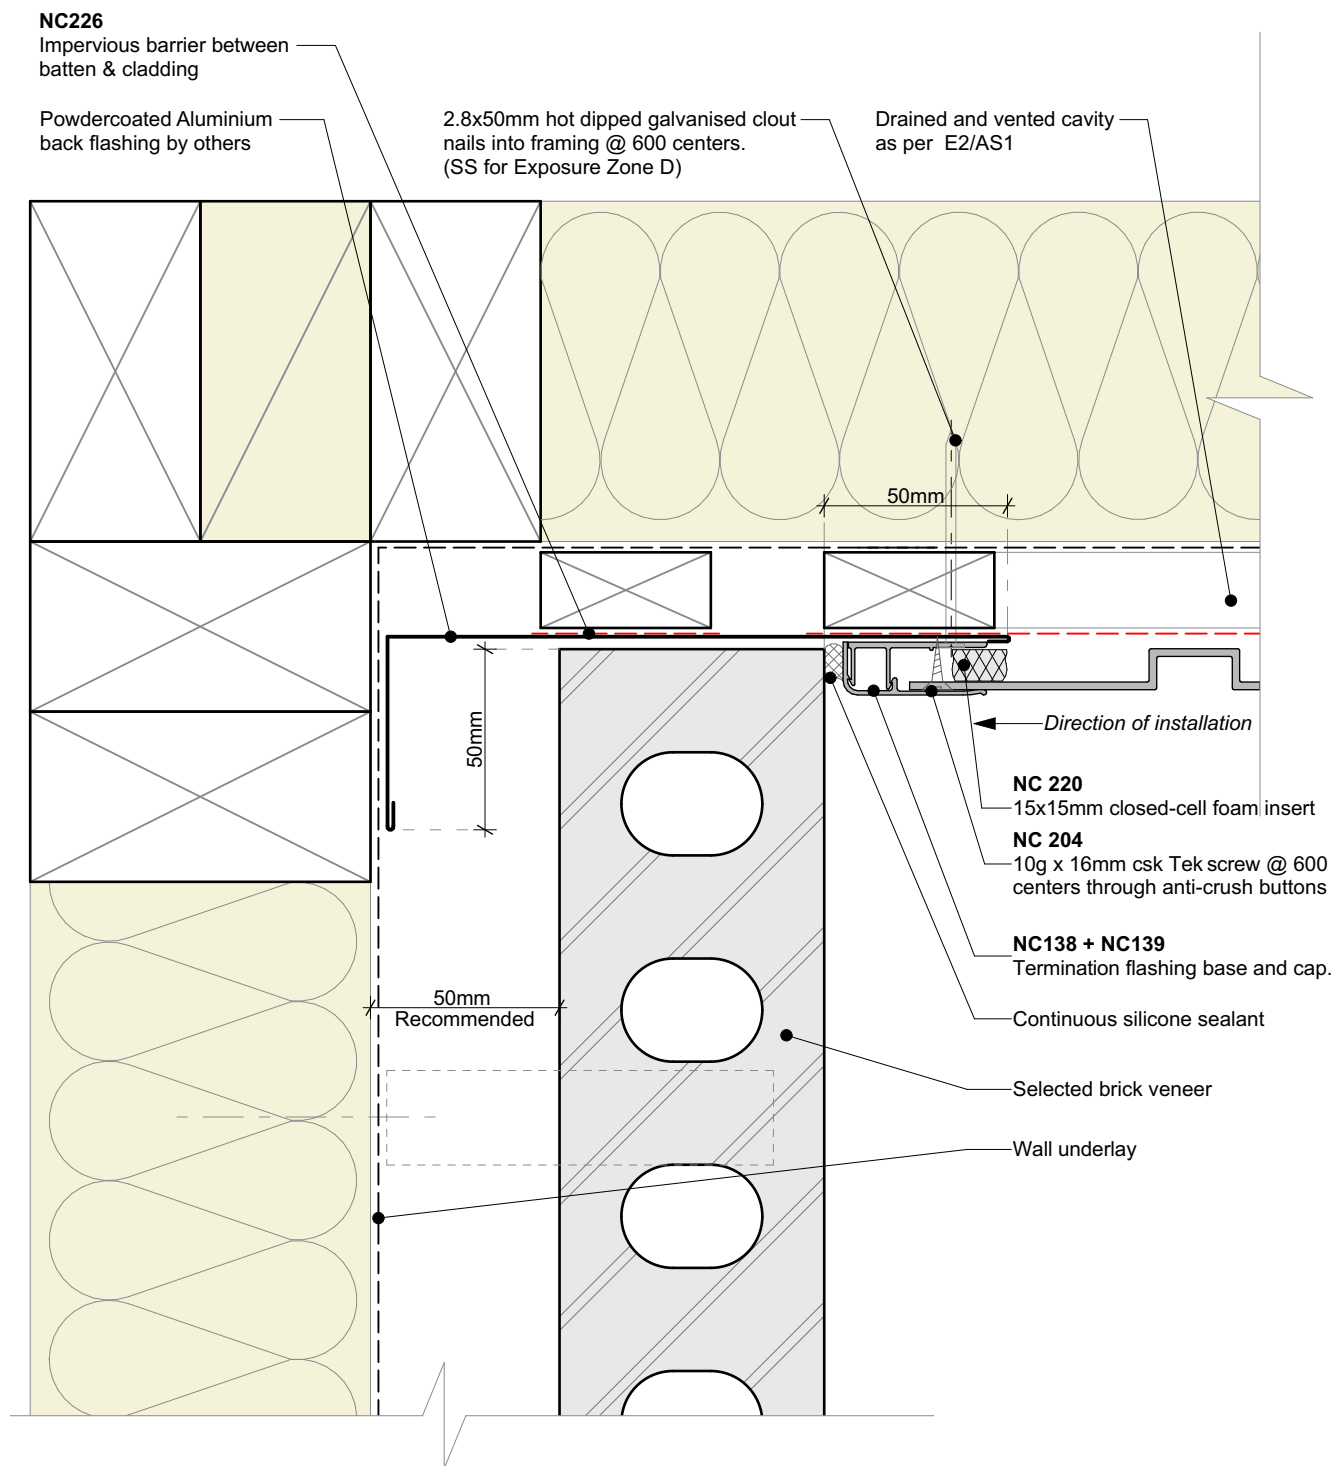 NC226
Impervious barrier between
batten & cladding
Powdercoated Aluminium
back flashing by others
2.8x50mm hot dipped galvanised clout
nails into framing @ 600 centers.
(SS for Exposure Zone D)
Drained and vented cavity
as per E2/AS1
50mm
50mm
Direction of installation
NC 220
15x15mm closed-cell foam insert
NC 204
10g x 16mm csk Tek screw @ 600
centers through anti-crush buttons
NC138 + NC139
Termination flashing base and cap.
50mm
Recommended
Continuous silicone sealant
Selected brick veneer
Wall underlay